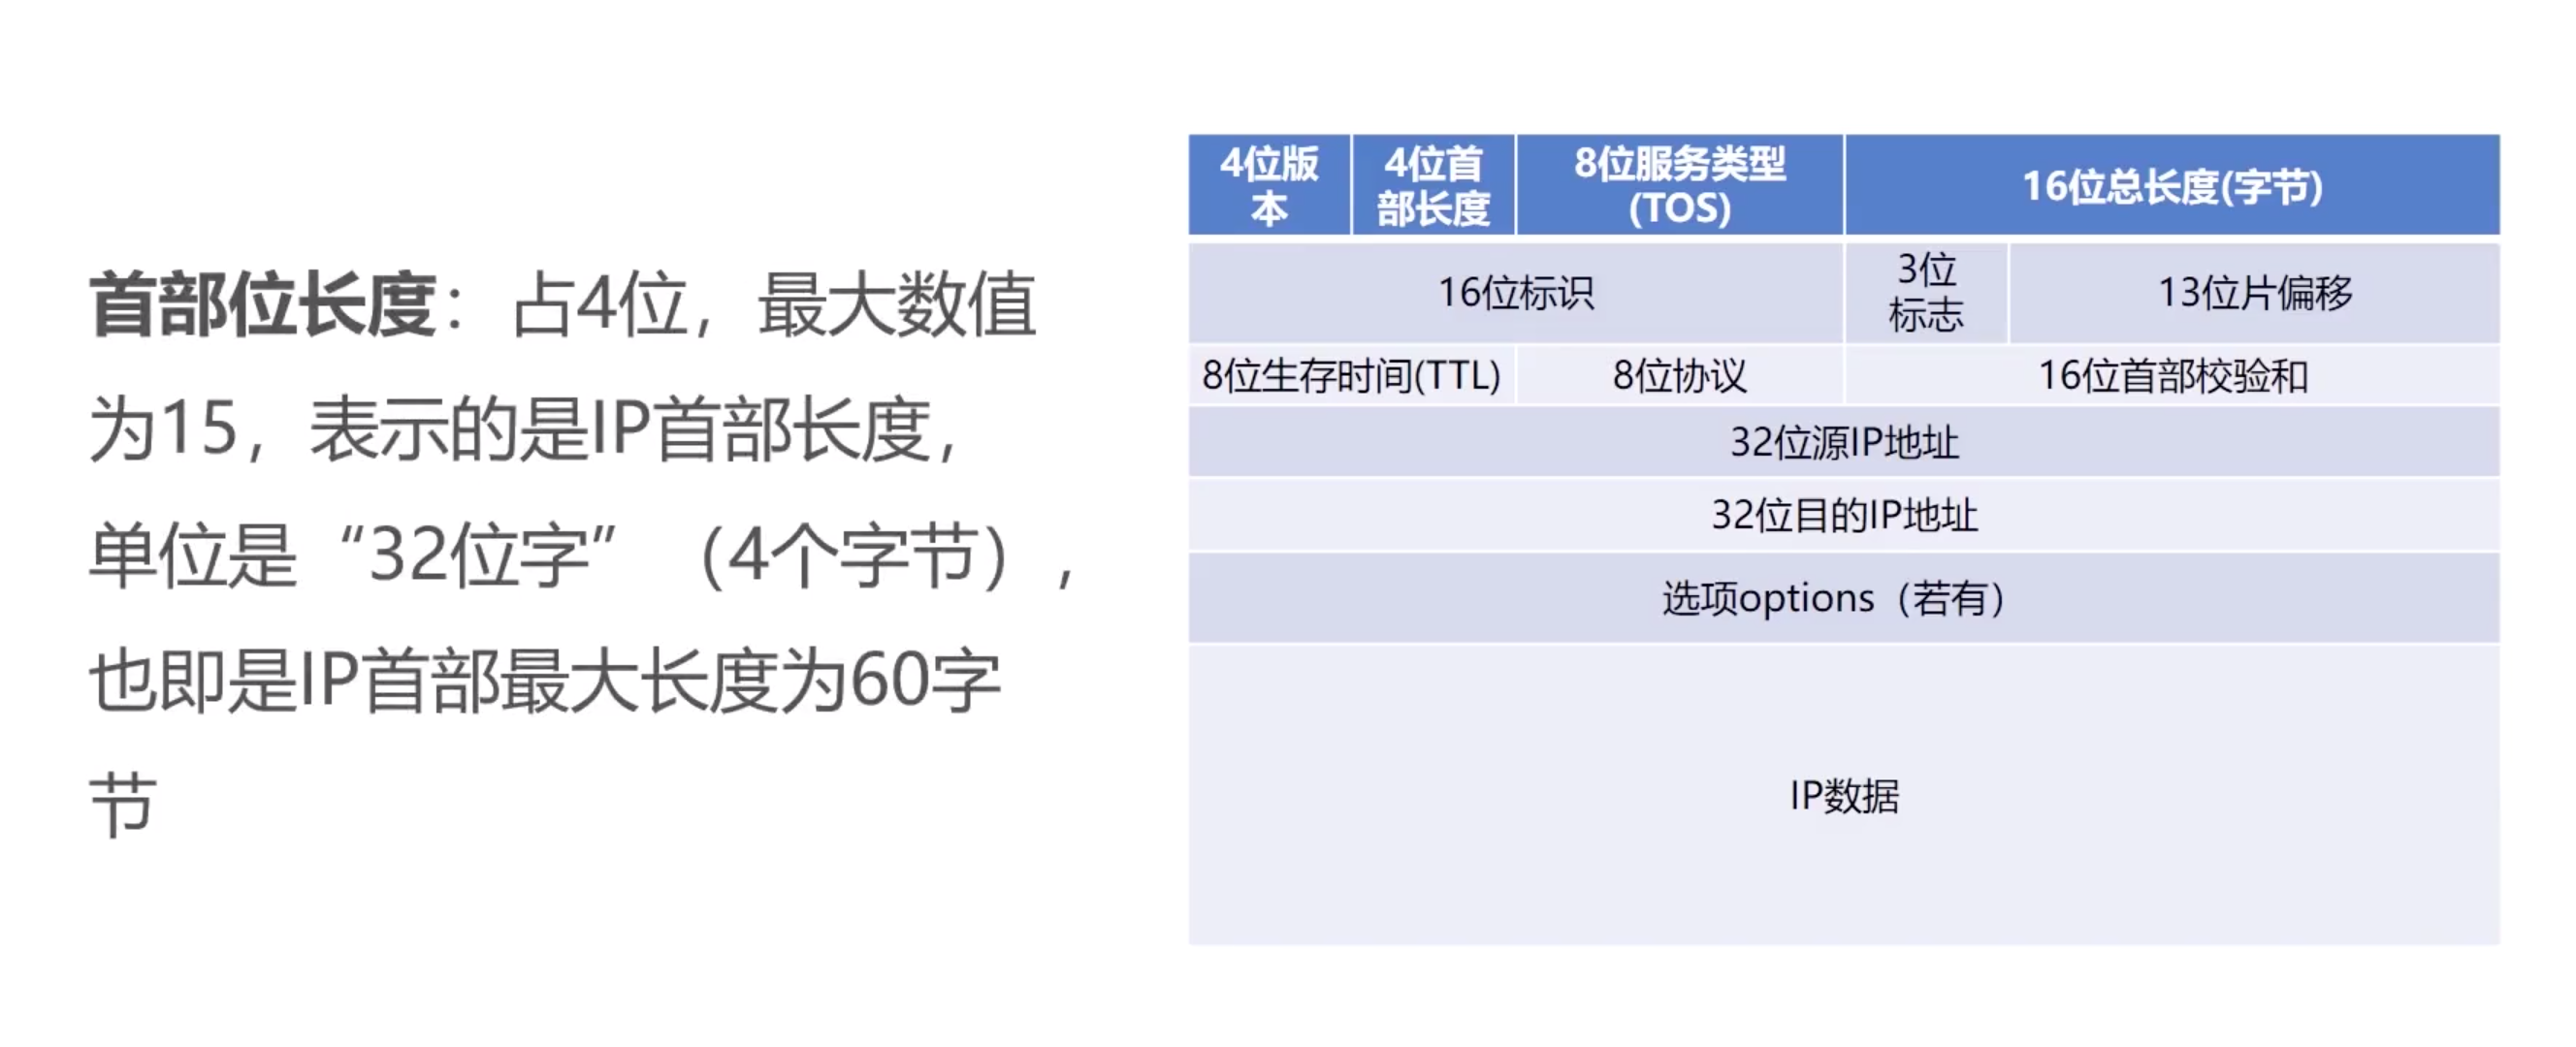 首部位长度：占4位，最大数值
为15，表示的是IP首部长度，
单位是“32位字”（4个字节），
也即是IP首部最大长度为60字
节
4位版
本
4位首
部长度
8位服务类型
(TOS)
16位总长度(字节)
16位标识
3位
标志
13位片偏移
8位生存时间(TTL)
8位协议
16位首部校验和
32位源IP地址
32位目的IP地址
选项options（若有）
IP数据